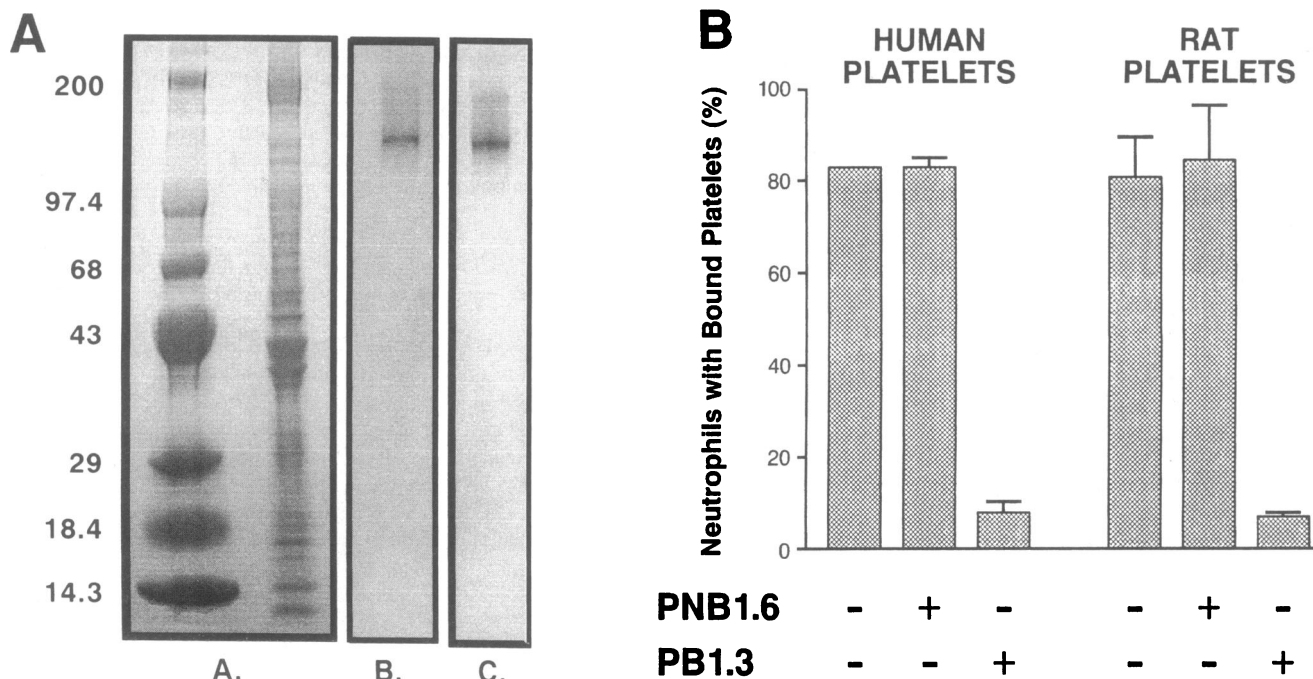 A
200
97.4
68
43
29
18.4
14.3
A.
B.
C.
B
HUMAN
PLATELETS
RAT
PLATELETS
Neutrophils with Bound Platelets (%)
100
80
60
40
20
0
PNB1.6 - + - - + -
PB1.3 - - + - - +